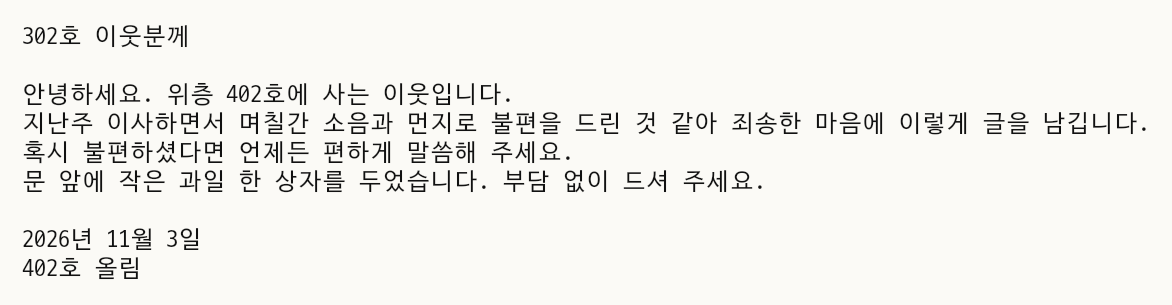 302호 이웃분께

안녕하세요. 위층 402호에 사는 이웃입니다.
지난주 이사하면서 며칠간 소음과 먼지로 불편을 드린 것 같아 죄송한 마음에 이렇게 글을 남깁니다.
혹시 불편하셨다면 언제든 편하게 말씀해 주세요.
문 앞에 작은 과일 한 상자를 두었습니다. 부담 없이 드셔 주세요.

2026년 11월 3일
402호 올림